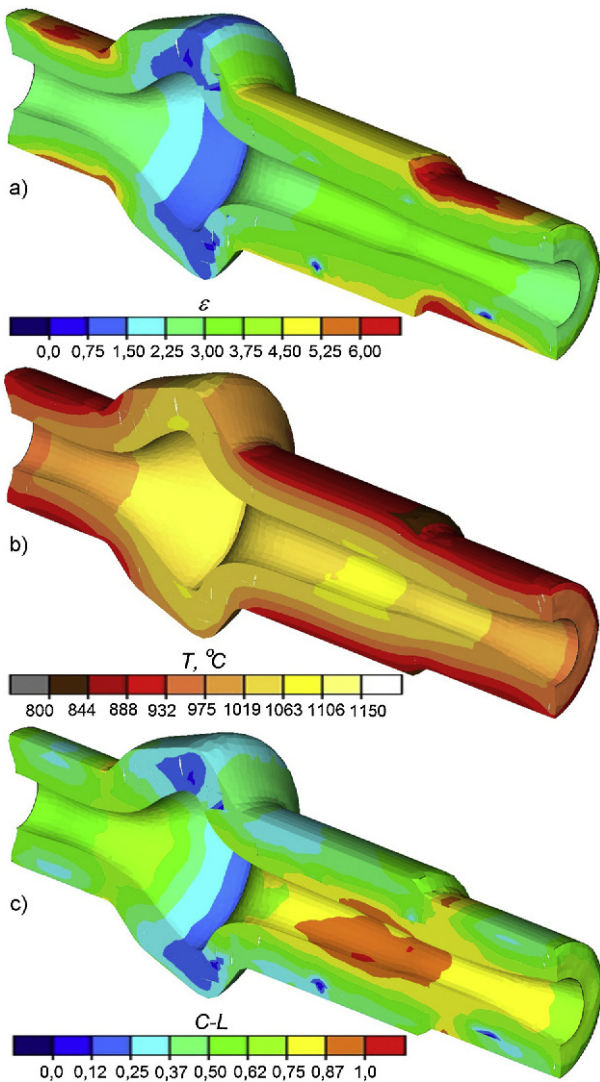 a)
ε
0,0 0,75 1,50 2,25 3,00 3,75 4,50 5,25 6,00
b)
T, °C
800 844 888 932 975 1019 1063 1106 1150
c)
C-L
0,0 0,12 0,25 0,37 0,50 0,62 0,75 0,87 1,0